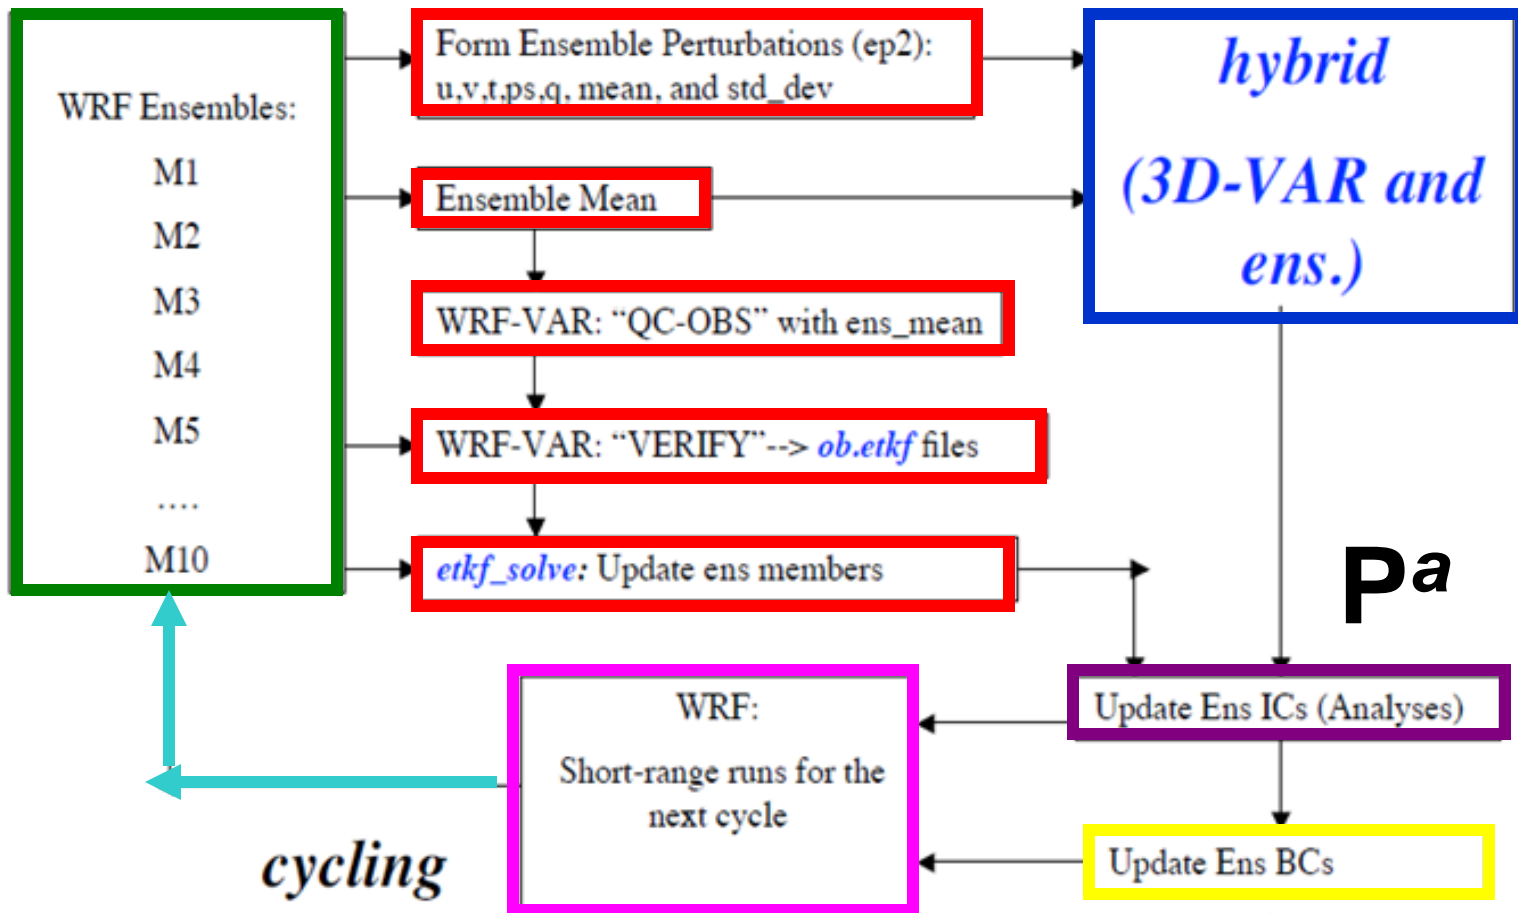 WRF Ensembles:
M1
M2
M3
M4
M5
....
M10
Form Ensemble Perturbations (ep2):
u,v,t,ps,q, mean, and std_dev
Ensemble Mean
WRF-VAR: “QC-OBS” with ens_mean
WRF-VAR: “VERIFY”--> ob.etkf files
etkf_solve: Update ens members
hybrid
(3D-VAR and
ens.)
Pa
Update Ens ICs (Analyses)
Update Ens BCs
WRF:
Short-range runs for the
next cycle
cycling